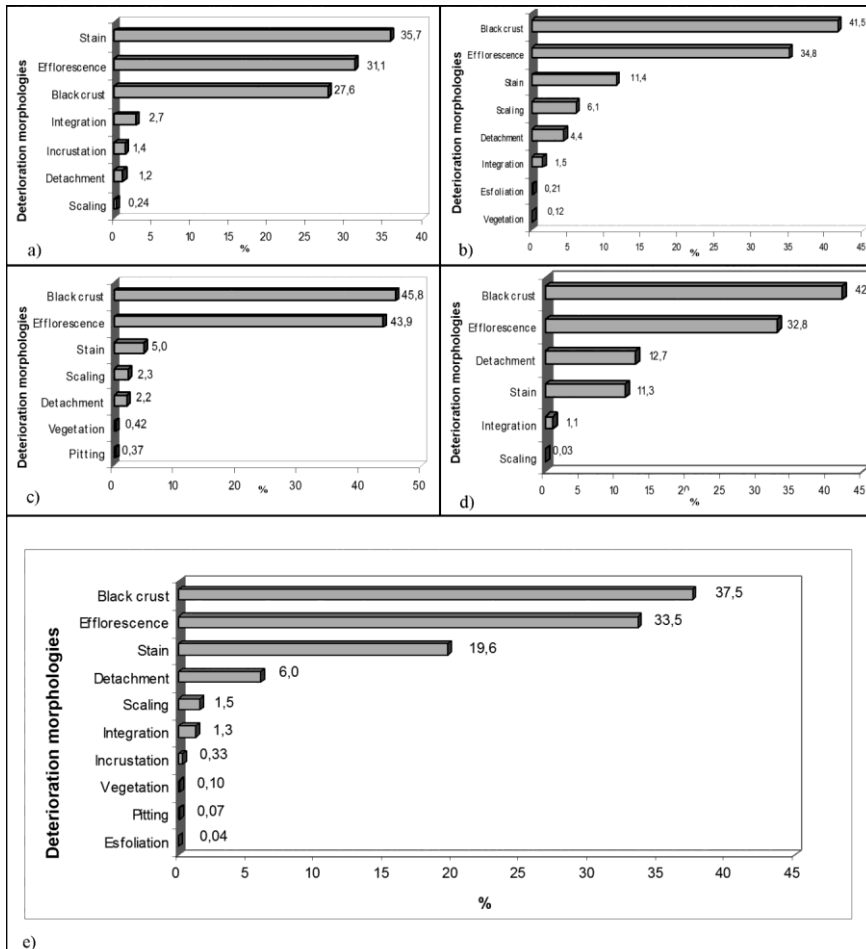 Deterioration morphologies
Stain 35,7
Efflorescence 31,1
Black crust 27,6
Integration 2,7
Incrustation 1,4
Detachment 1,2
Scaling 0,24
0 5 10 15 20 25 30 35 40
%
a)
Deterioration morphologies
Black crust 41,5
Efflorescence 34,8
Stain 11,4
Scaling 6,1
Detachment 4,4
Integration 1,5
Esfoliation 0,21
Vegetation 0,12
0 5 10 15 20 25 30 35 40 45
%
b)
Deterioration morphologies
Black crust 45,8
Efflorescence 43,9
Stain 5,0
Scaling 2,3
Detachment 2,2
Vegetation 0,42
Pitting 0,37
0 10 20 30 40 50
%
c)
Deterioration morphologies
Black crust 42
Efflorescence 32,8
Detachment 12,7
Stain 11,3
Integration 1,1
Scaling 0,03
0 5 10 15 20 25 30 35 40 45
%
d)
Deterioration morphologies
Black crust 37,5
Efflorescence 33,5
Stain 19,6
Detachment 6,0
Scaling 1,5
Integration 1,3
Incrustation 0,33
Vegetation 0,10
Pitting 0,07
Esfoliation 0,04
0 5 10 15 20 25 30 35 40 45
%
e)